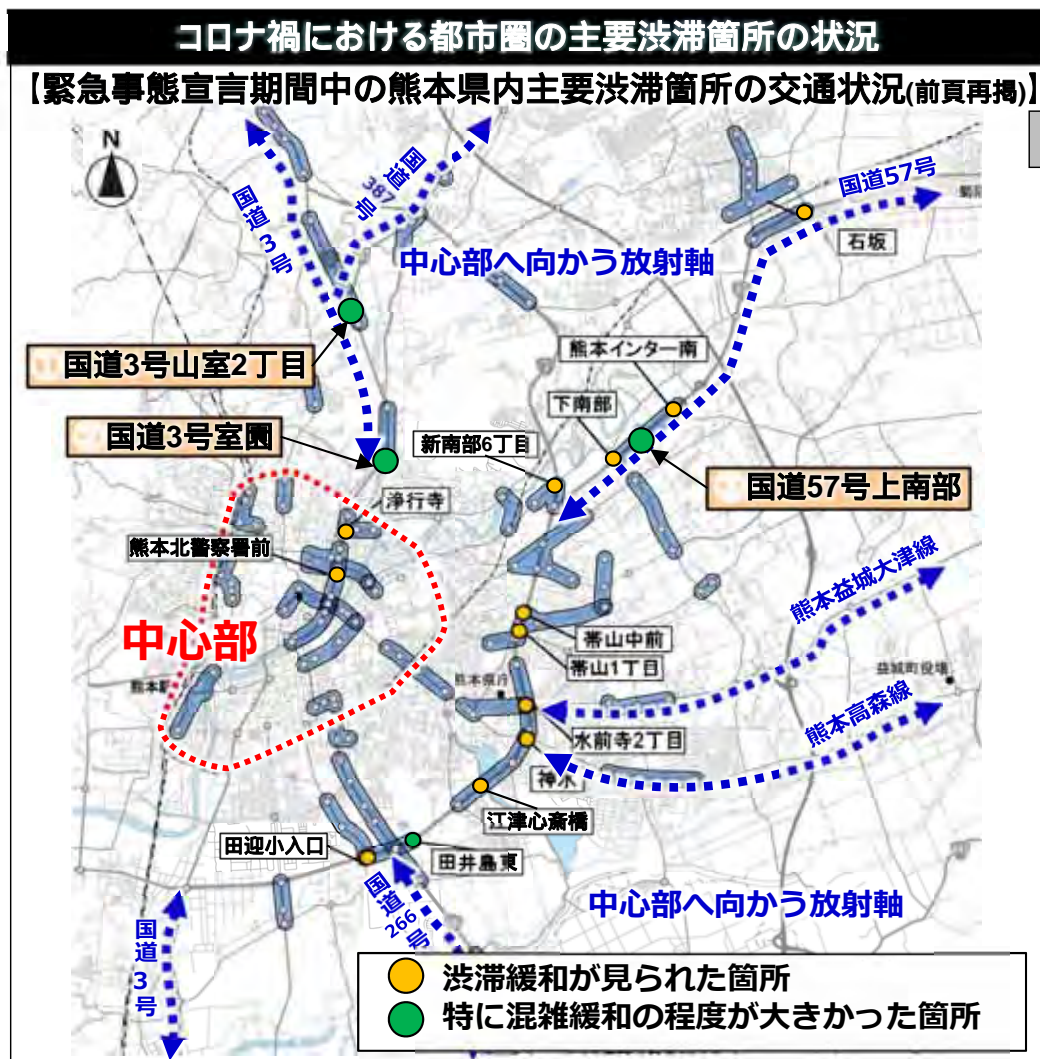 コロナ禍における都市圏の主要渋滞箇所の状況
【緊急事態宣言期間中の熊本県内主要渋滞箇所の交通状況(前頁再掲)】
N
国道3号
国道387号
国道57号
石坂
中心部へ向かう放射軸
国道3号山室2丁目
熊本インター南
下南部
国道3号室園
新南部6丁目
国道57号上南部
浄行寺
熊本北警察署前
熊本益城大津線
中心部
帯山中前
帯山1丁目
熊本県庁
益城町役場
熊本高森線
水前寺2丁目
神水
江津心斎橋
田迎小入口
田井島東
国道266号
中心部へ向かう放射軸
国道3号
渋滞緩和が見られた箇所
特に混雑緩和の程度が大きかった箇所